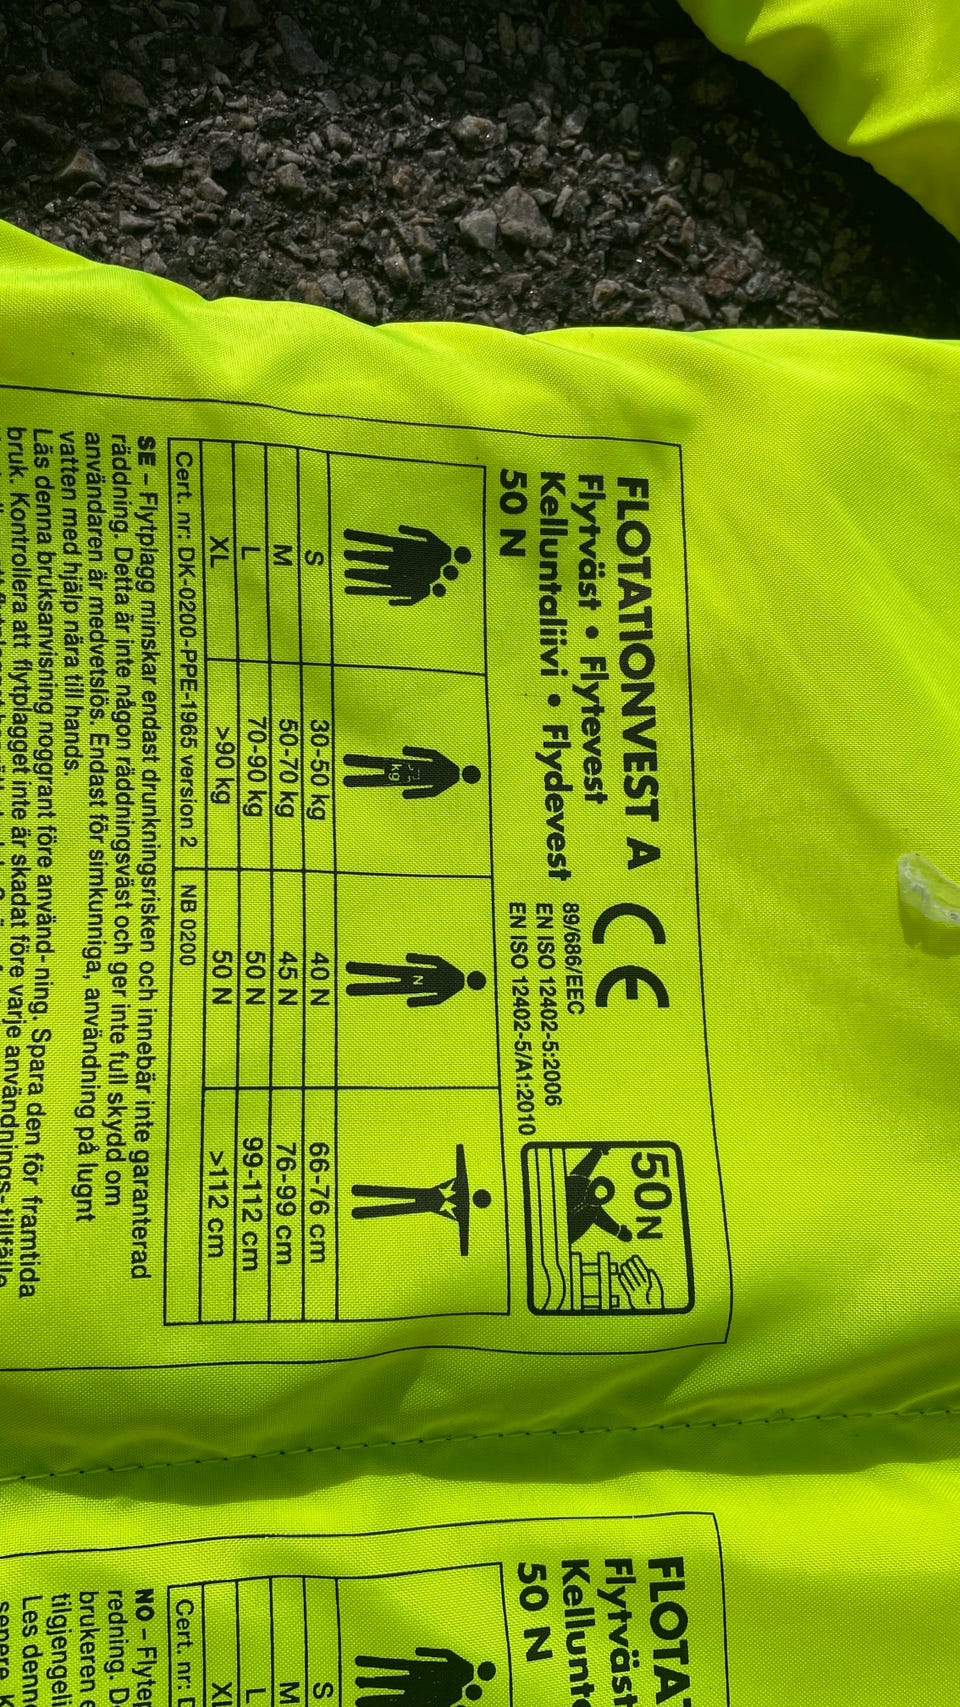 FLOTATIONVEST A CE
Flytväst • Flytevest
Kelluntaliivi • Flydevest
50 N
89/686/EEC
EN ISO 12402-5:2006
EN ISO 12402-5/A1:2010
50N
kg
N
S 30-50 kg 40 N 66-76 cm
M 50-70 kg 45 N 76-99 cm
L 70-90 kg 50 N 99-112 cm
XL >90 kg 50 N >112 cm
Cert. nr: DK-0200-PPE-1965 version 2 NB 0200
SE – Flytplagg minskar endast drunkningsrisken och innebär inte garanterad
räddning. Detta är inte någon räddningsväst och ger inte full skydd om
användaren är medvetslös. Endast för simkunniga, användning på lugnt
vatten med hjälp nära till hands.
Läs denna bruksanvisning noggrant före använd-ning. Spara den för framtida
bruk. Kontrollera att flytplagget inte är skadat före varje användnings-tillfälle
FLOTA
Flytväst
Kellunt
50 N
S
M
L
XL
Cert. nr:
NO – Flytep
redning. D
brukeren e
tilgjengeli
Les denn